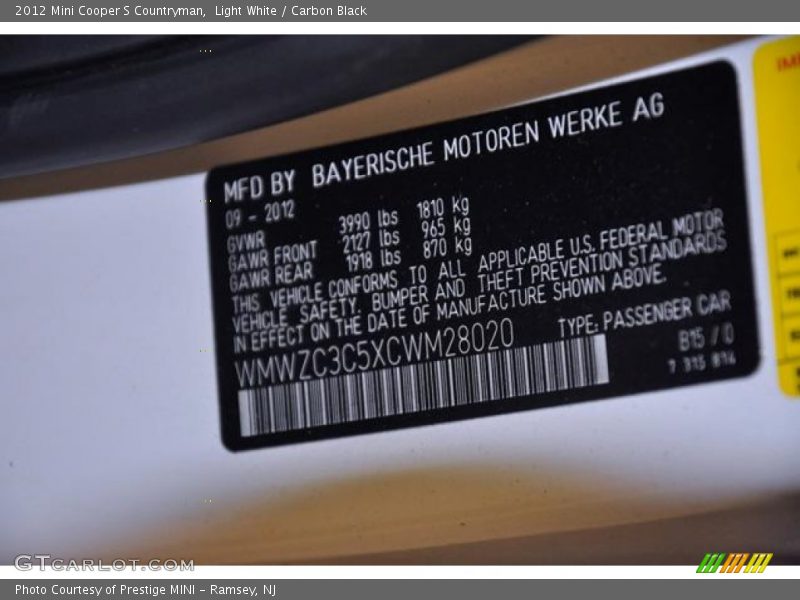 2012 Mini Cooper S Countryman, Light White / Carbon Black
MFD BY BAYERISCHE MOTOREN WERKE AG
09 - 2012
GVWR 3990 lbs 1810 kg
GAWR FRONT 2127 lbs 965 kg
GAWR REAR 1918 lbs 870 kg
THIS VEHICLE CONFORMS TO ALL APPLICABLE U.S. FEDERAL MOTOR
VEHICLE SAFETY, BUMPER AND THEFT PREVENTION STANDARDS
IN EFFECT ON THE DATE OF MANUFACTURE SHOWN ABOVE.
WMWZC3C5XCWM28020 TYPE: PASSENGER CAR
B15 / 0
7 315 814
GTCARLOT.COM
Photo Courtesy of Prestige MINI - Ramsey, NJ